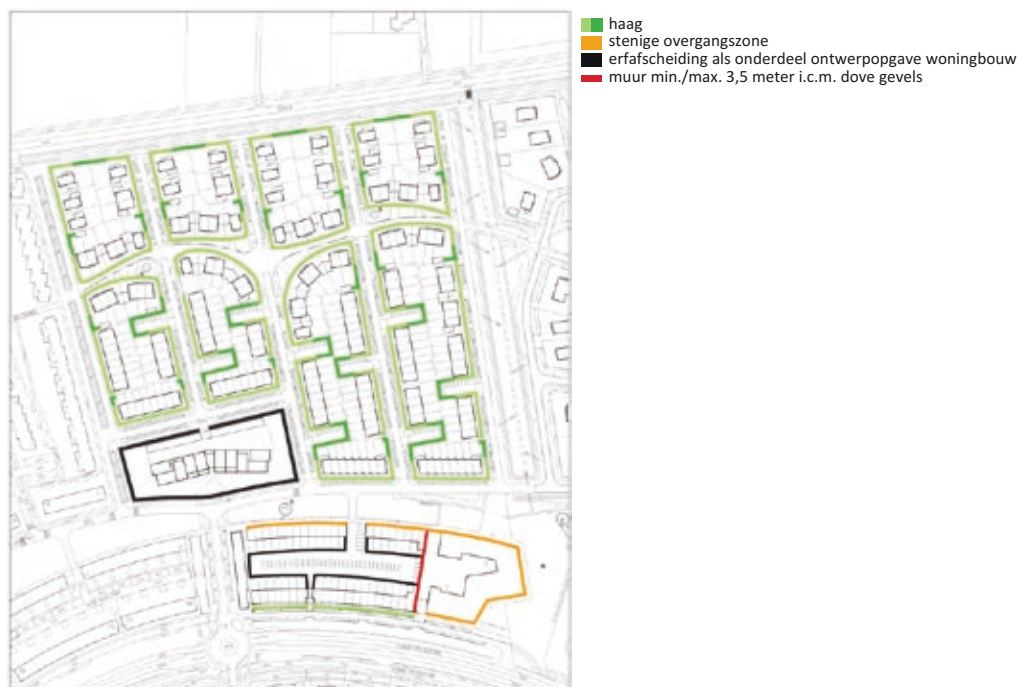 haag
stenige overgangszone
erfafscheiding als onderdeel ontwerpopgave woningbouw
muur min./max. 3,5 meter i.c.m. dove gevels